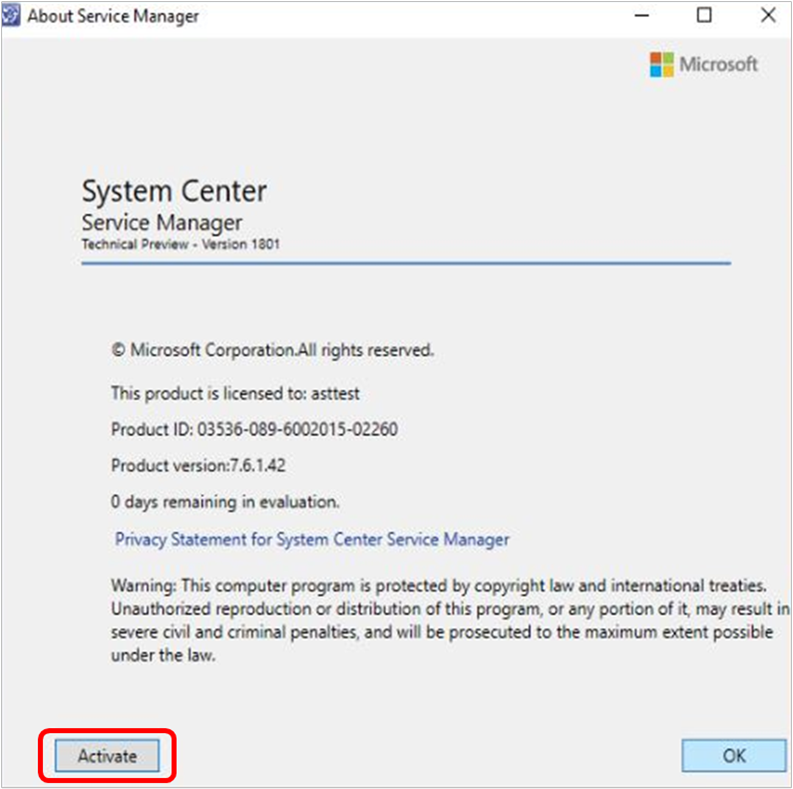 About Service Manager
Microsoft
System Center
Service Manager
Technical Preview - Version 1801
© Microsoft Corporation.All rights reserved.
This product is licensed to: asttest
Product ID: 03536-089-6002015-02260
Product version:7.6.1.42
0 days remaining in evaluation.
Privacy Statement for System Center Service Manager
Warning: This computer program is protected by copyright law and international treaties.
Unauthorized reproduction or distribution of this program, or any portion of it, may result in
severe civil and criminal penalties, and will be prosecuted to the maximum extent possible
under the law.
Activate
OK